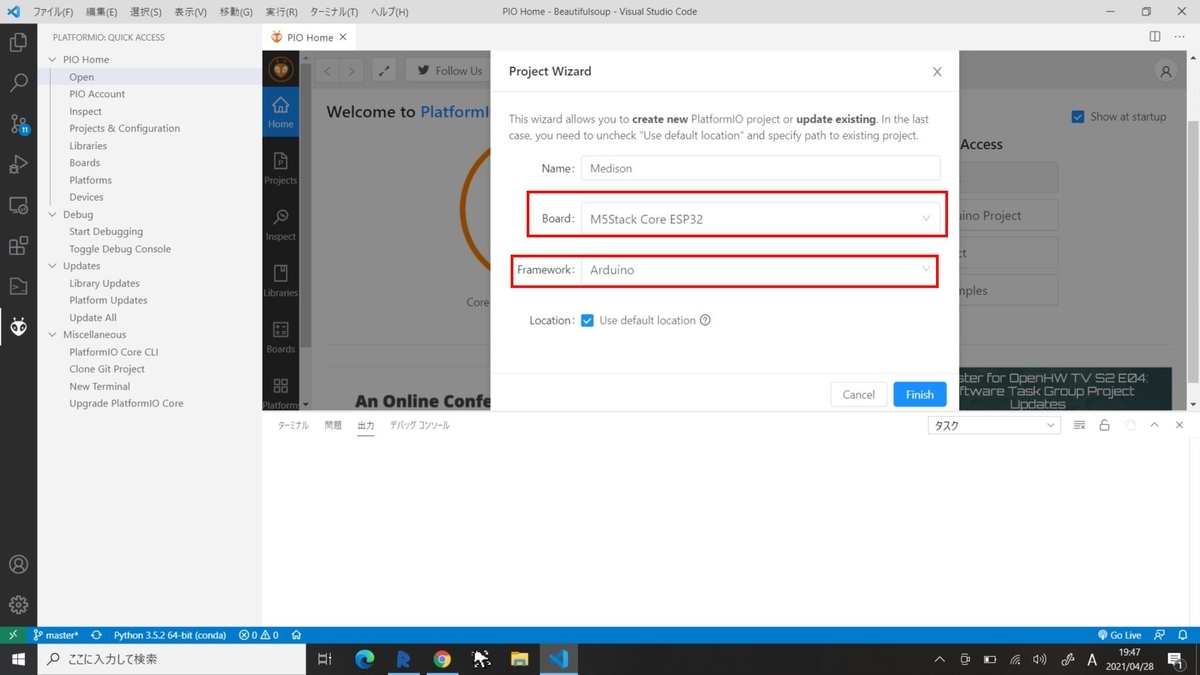 ファイル(F) 編集(E) 選択(S) 表示(V) 移動(G) 実行(R) ターミナル(T) ヘルプ(H) PIO Home - Beautifulsoup - Visual Studio Code
PLATFORMIO: QUICK ACCESS
PIO Home
Open
PIO Account
Inspect
Projects & Configuration
Libraries
Boards
Platforms
Devices
Debug
Start Debugging
Toggle Debug Console
Updates
Library Updates
Platform Updates
Update All
Miscellaneous
PlatformIO Core CLI
Clone Git Project
New Terminal
Upgrade PlatformIO Core
11
PIO Home
Follow Us
Home
Projects
Inspect
Libraries
Boards
Platforms
Welcome to PlatformI
Show at startup
Access
uino Project
ct
mples
Core
An Online Confe
ster for OpenHW TV S2 E04:
ftware Task Group Project
Updates
Project Wizard
This wizard allows you to create new PlatformIO project or update existing. In the last
case, you need to uncheck "Use default location" and specify path to existing project.
Name: Medison
Board: M5Stack Core ESP32
Framework: Arduino
Location: Use default location
Cancel Finish
ターミナル 問題 出力 デバッグ コンソール タスク
master* Python 3.5.2 64-bit (conda) 0 0 Go Live
ここに入力して検索
A 19:47
2021/04/28
1